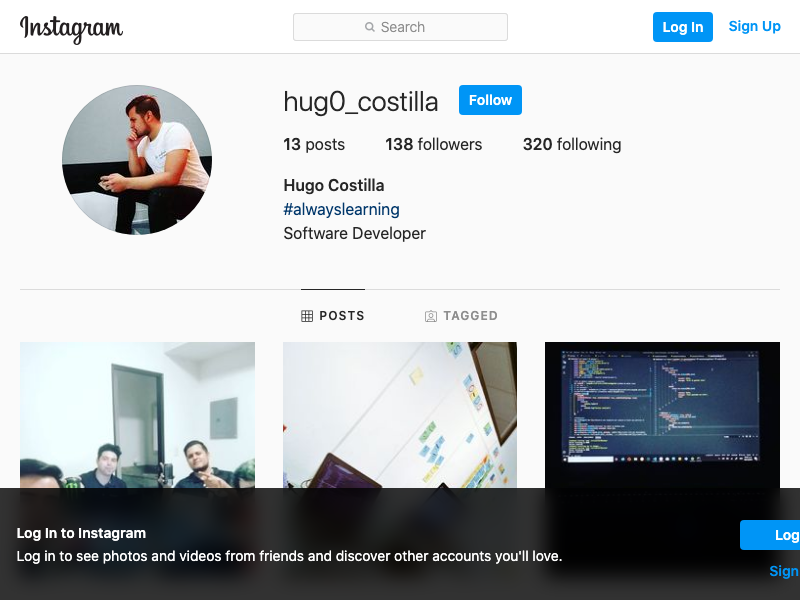 Instagram
Search
Log In
Sign Up
hug0_costilla
Follow
13 posts
138 followers
320 following
Hugo Costilla
#alwayslearning
Software Developer
POSTS
TAGGED
Log In to Instagram
Log in to see photos and videos from friends and discover other accounts you'll love.
Log
Sign